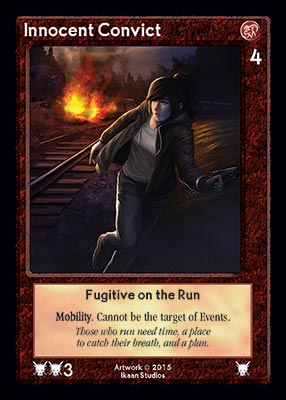 Innocent Convict
4
Fugitive on the Run
Mobility. Cannot be the target of Events.
Those who run need time, a place
to catch their breath, and a plan.
3
Artwork © 2015
Ikaan Studios